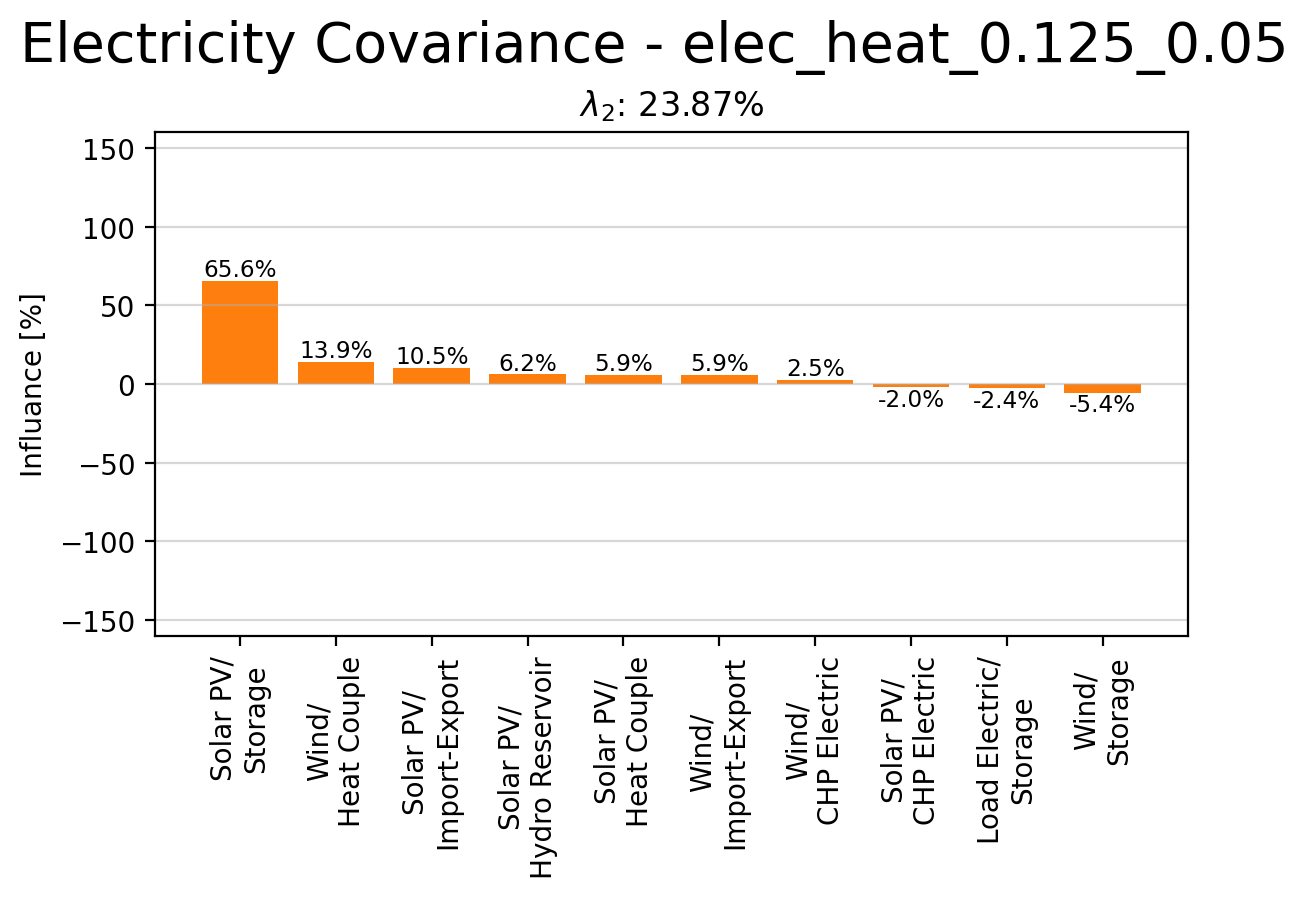 Electricity Covariance - elec_heat_0.125_0.05
λ₂: 23.87%
Influance [%]
150
100
50
0
−50
−100
−150
65.6%
13.9%
10.5%
6.2%
5.9%
5.9%
2.5%
-2.0%
-2.4%
-5.4%
Solar PV/
Storage
Wind/
Heat Couple
Solar PV/
Import-Export
Solar PV/
Hydro Reservoir
Solar PV/
Heat Couple
Wind/
Import-Export
Wind/
CHP Electric
Solar PV/
CHP Electric
Load Electric/
Storage
Wind/
Storage